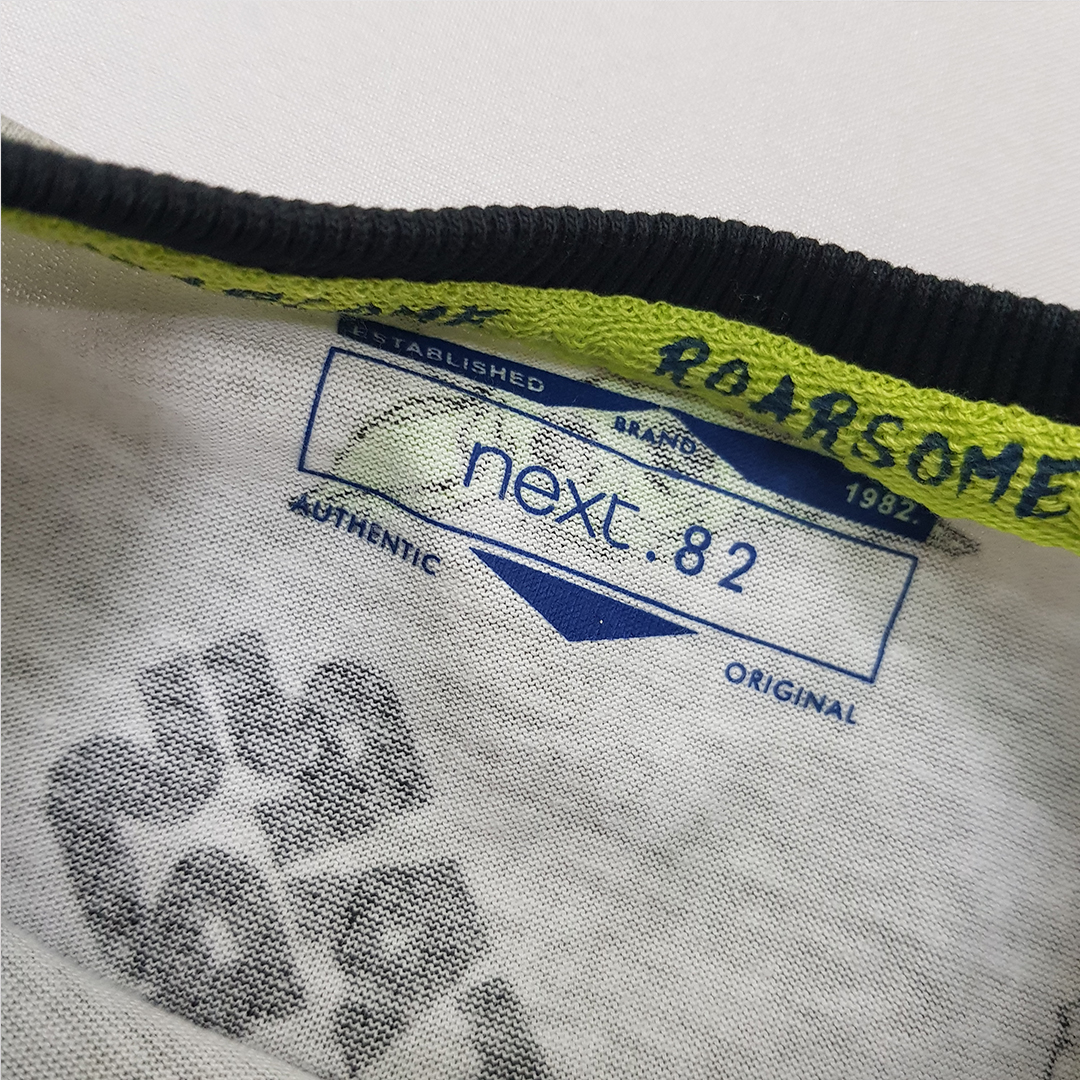 ROARSOME
ESTABLISHED
BRAND
1982.
next.82
AUTHENTIC
ORIGINAL